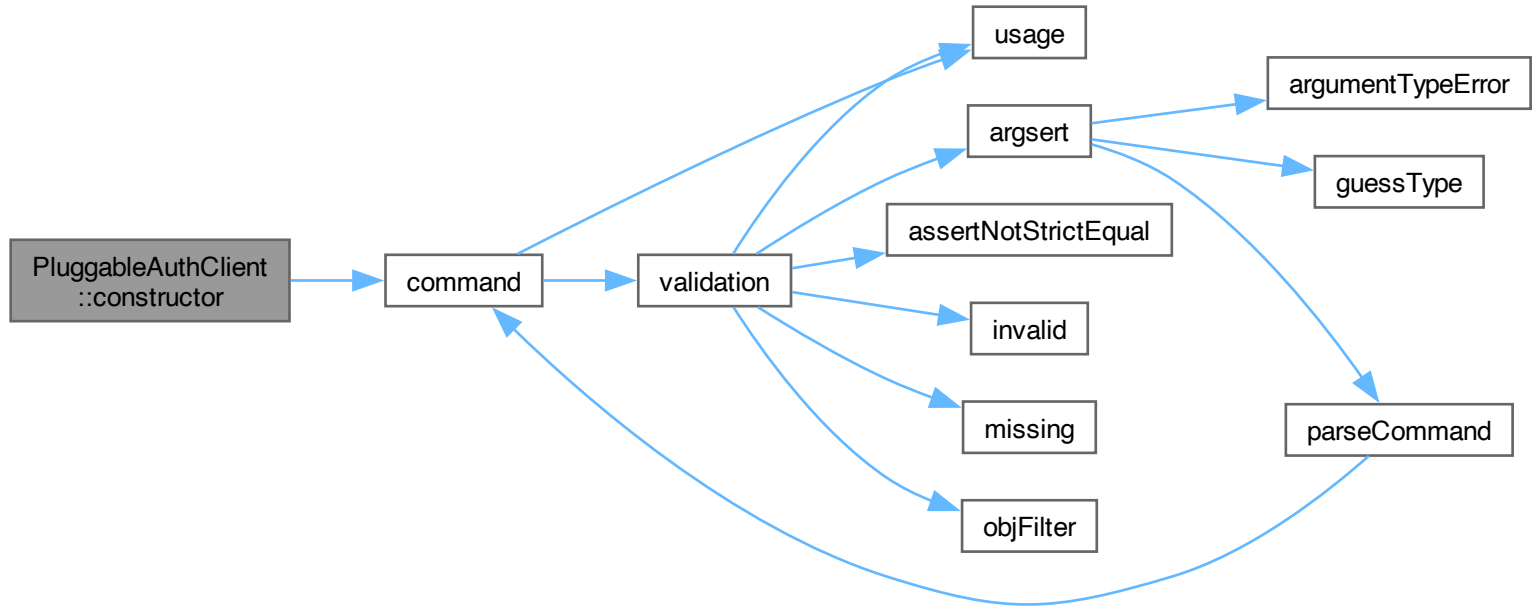 PluggableAuthClient
::constructor
command
validation
usage
argsert
assertNotStrictEqual
invalid
missing
objFilter
argumentTypeError
guessType
parseCommand